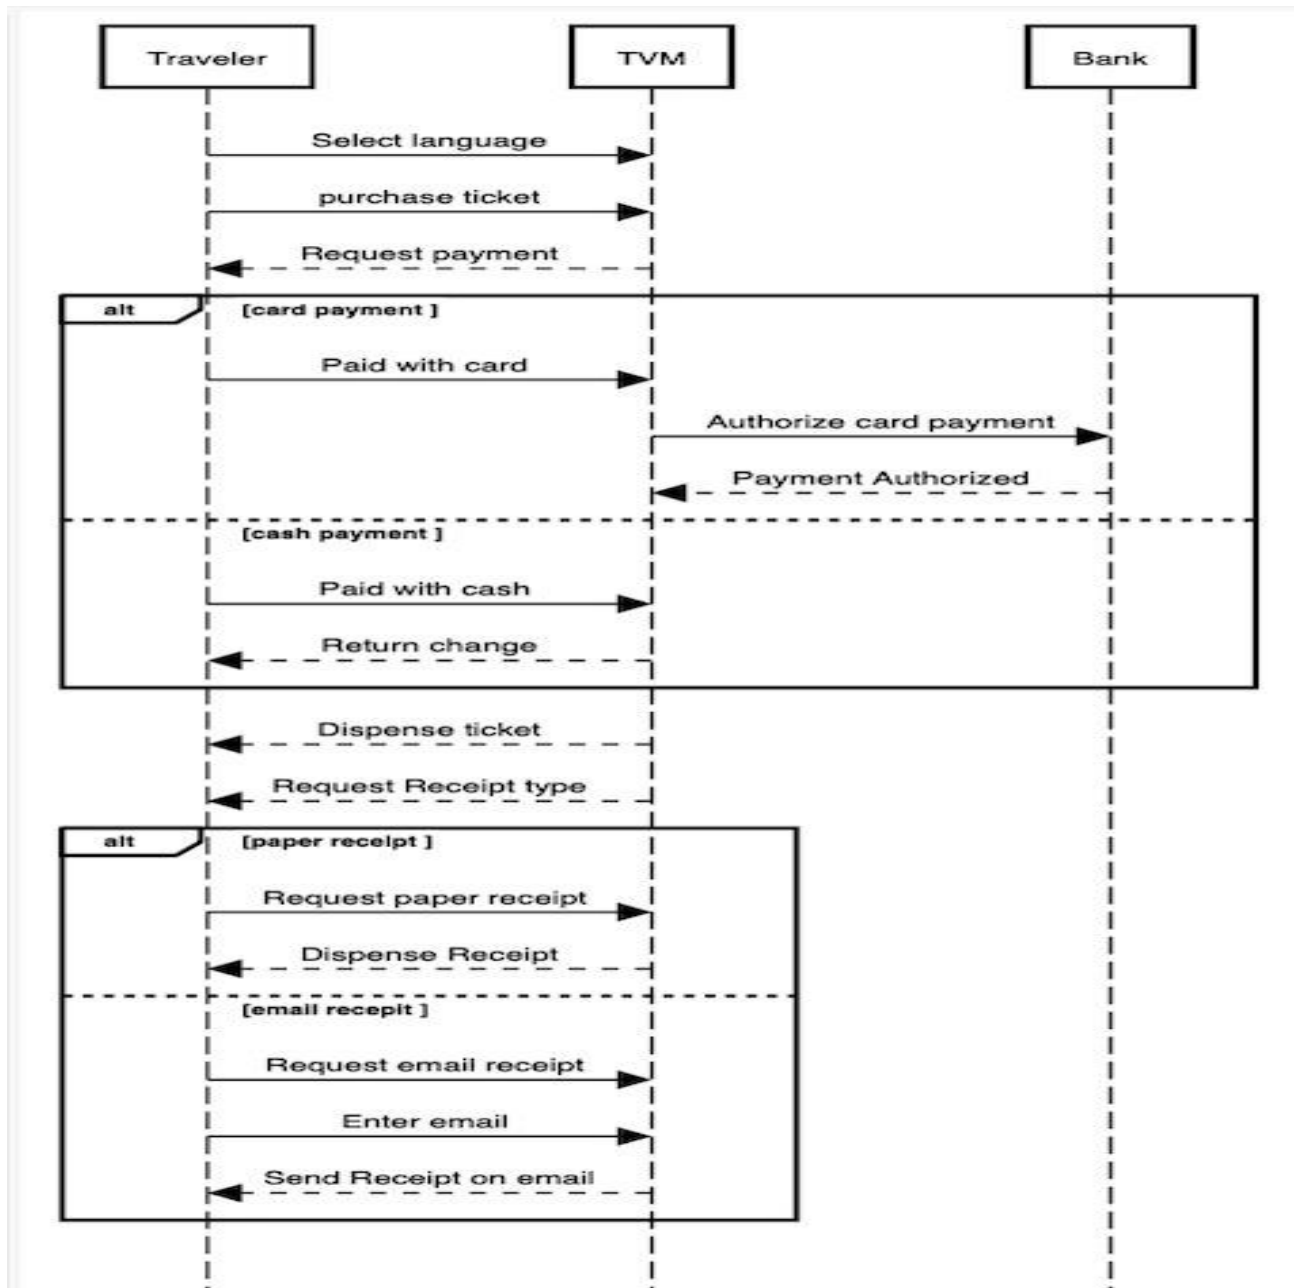 Traveler
TVM
Bank
Select language
purchase ticket
Request payment
alt
[card payment ]
Paid with card
Authorize card payment
Payment Authorized
[cash payment ]
Paid with cash
Return change
Dispense ticket
Request Receipt type
alt
[paper receipt ]
Request paper receipt
Dispense Receipt
[email recepit ]
Request email receipt
Enter email
Send Receipt on email